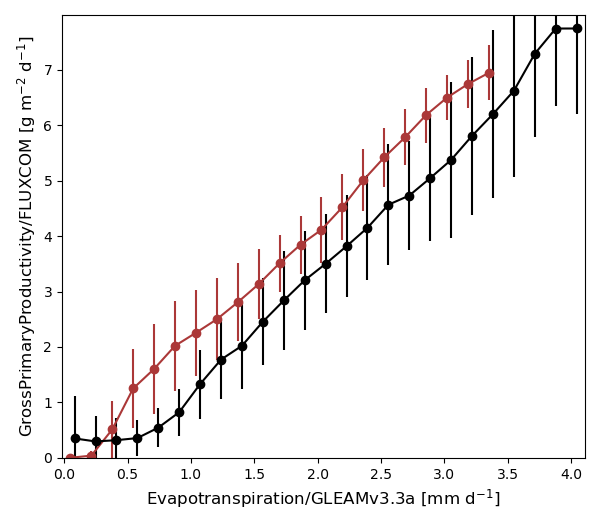 GrossPrimaryProductivity/FLUXCOM [g m⁻² d⁻¹]
7
6
5
4
3
2
1
0
0.0 0.5 1.0 1.5 2.0 2.5 3.0 3.5 4.0
Evapotranspiration/GLEAMv3.3a [mm d⁻¹]